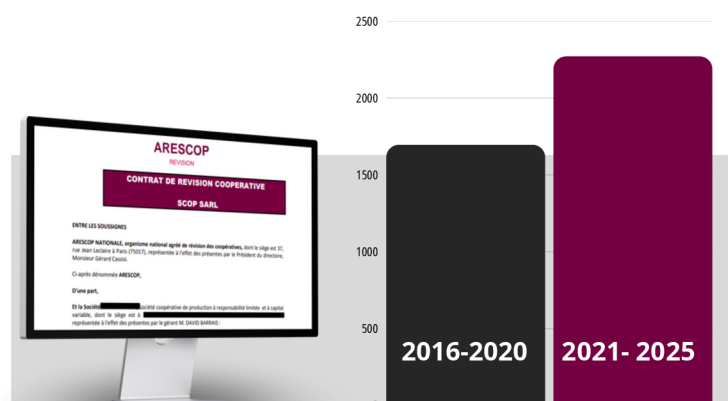 ARESCOP
REVISION
CONTRAT DE REVISION COOPERATIVE
SCOP SARL
ENTRE LES SOUSSIGNES
ARESCOP NATIONALE, organisme national agréé de révision des coopératives, dont le siège est 37,
rue Jean Leclaire à Paris (75017), représentée à l'effet des présentes par le Président du directoire,
Monsieur Gérard Cassisi.
Ci-après dénommée ARESCOP,
D'une part,
Et la Société société coopérative de production à responsabilité limitée et à capital
variable, dont le siège est à
représentée à l'effet des présentes par le gérant M. DAVID BARRAIS :
2500
2000
1500
1000
500
2016-2020
2021- 2025